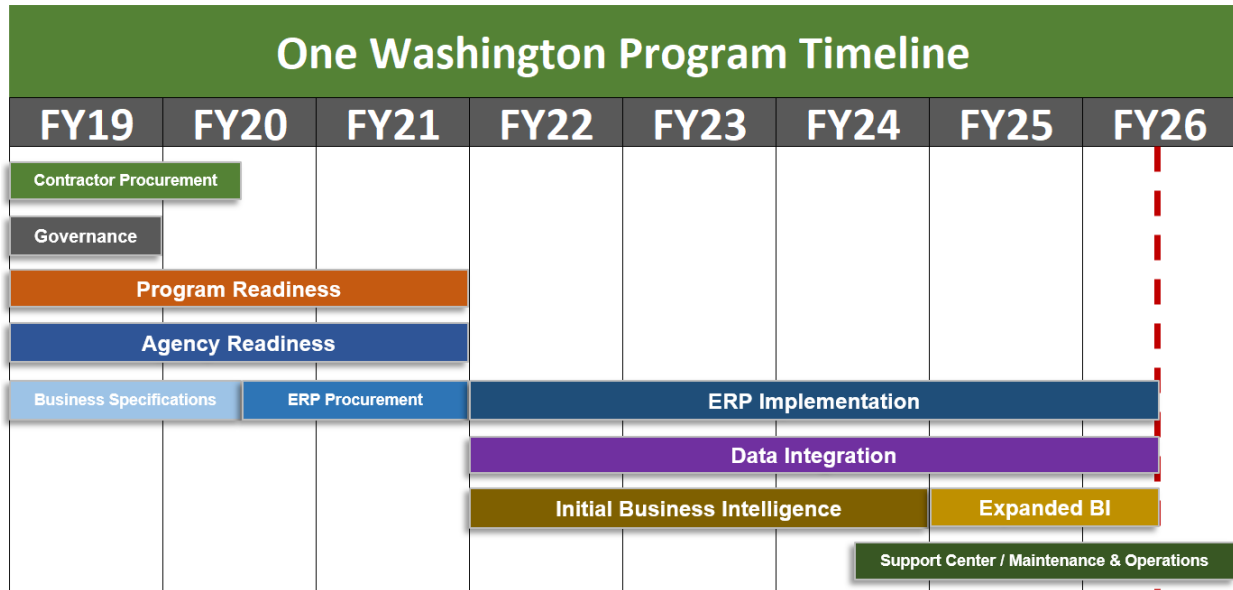 One Washington Program Timeline
FY19 FY20 FY21 FY22 FY23 FY24 FY25 FY26
Contractor Procurement
Governance
Program Readiness
Agency Readiness
Business Specifications ERP Procurement ERP Implementation
Data Integration
Initial Business Intelligence Expanded BI
Support Center / Maintenance & Operations